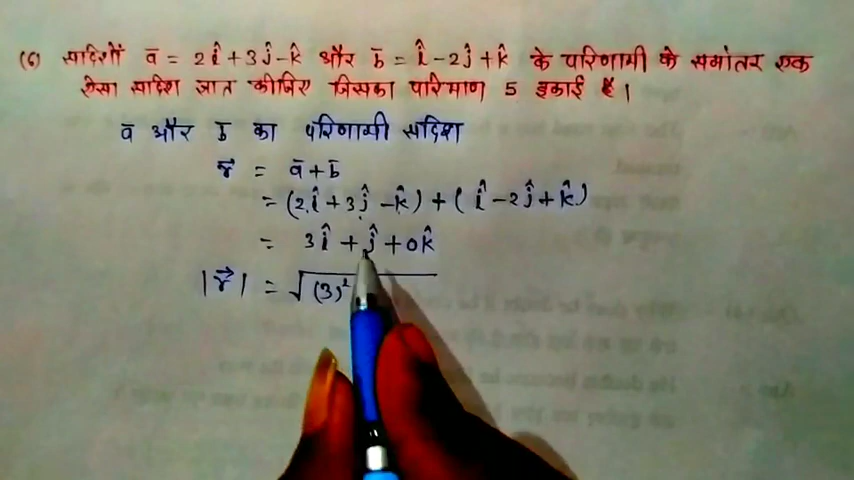 (6) सदिशों ā = 2î + 3ĵ - k̂ और b̄ = î - 2ĵ + k̂ के परिणामी के समांतर एक
ऐसा सदिश ज्ञात कीजिए जिसका परिमाण 5 इकाई है।
ā और b̄ का परिणामी सदिश
r⃗ = ā + b̄
= (2î + 3ĵ - k̂) + (î - 2ĵ + k̂)
= 3î + ĵ + 0k̂
|r⃗| = √(3)²